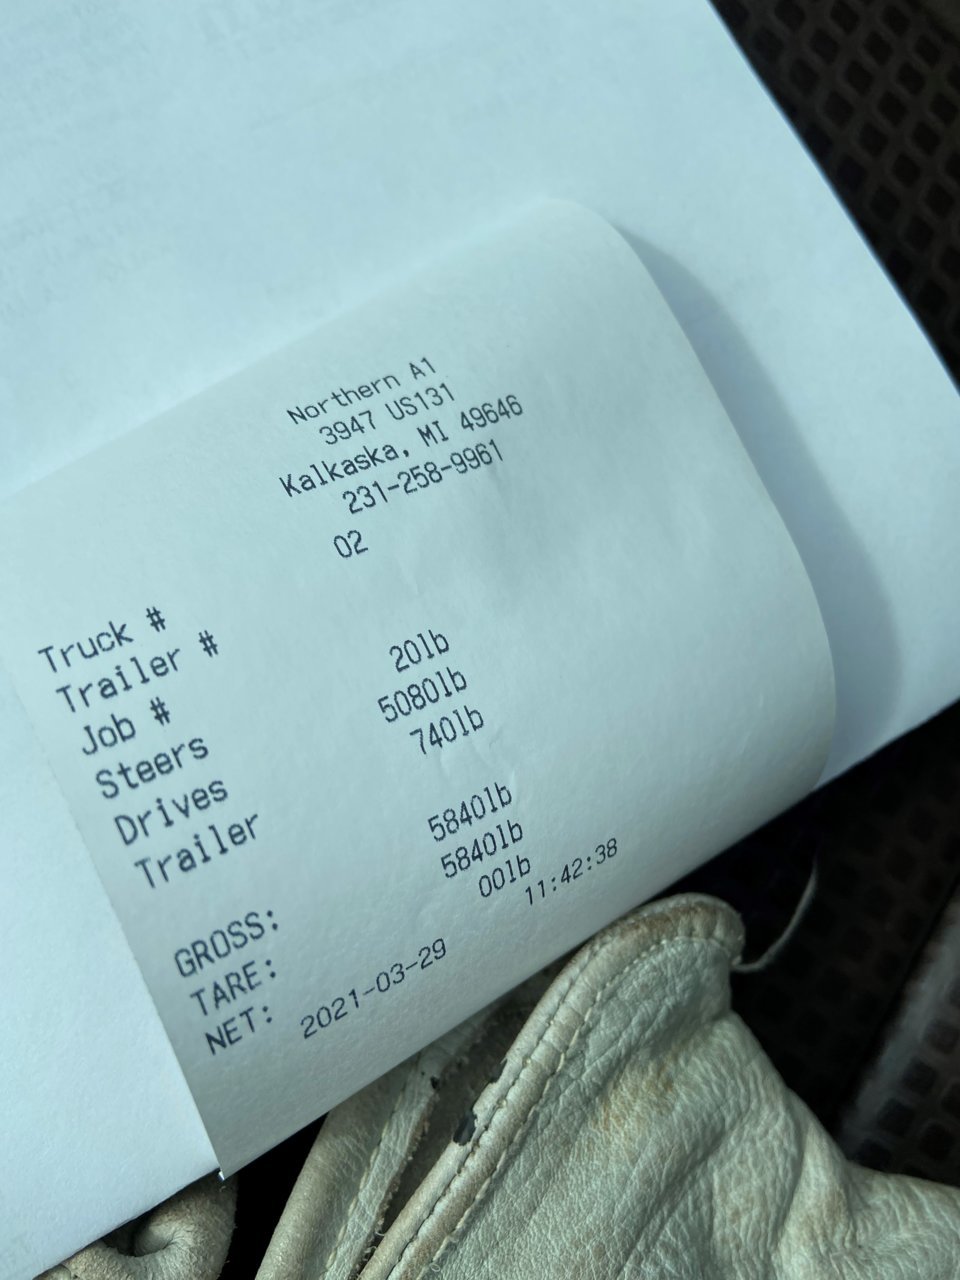 Northern A1
3947 US131
Kalkaska, MI 49646
231-258-9961
Truck # 02
Trailer #
Job #
Steers 20lb
Drives 5080lb
Trailer 740lb
GROSS: 5840lb
TARE: 5840lb
NET: 00lb
2021-03-29 11:42:38